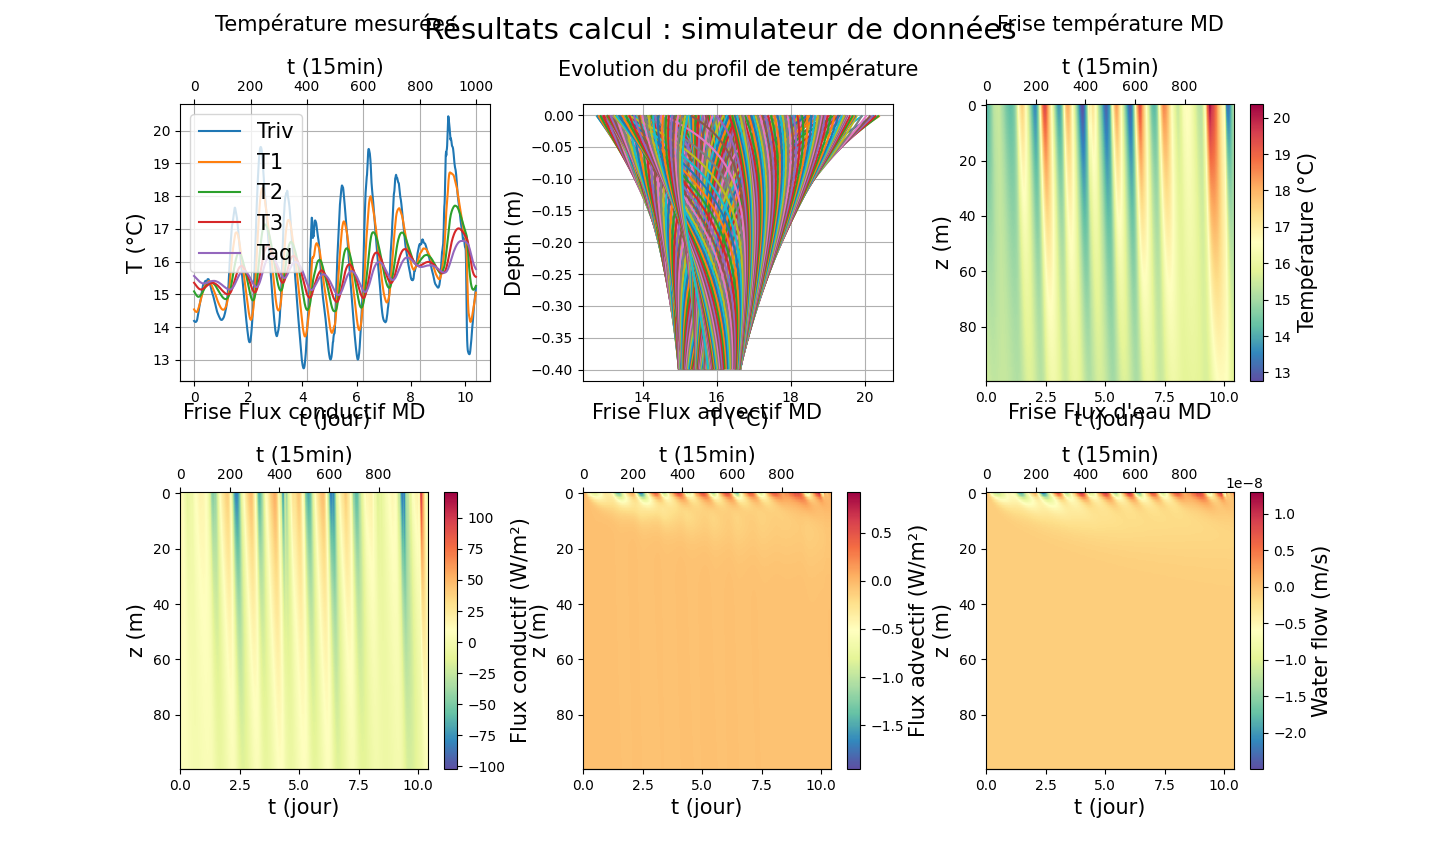 Résultats calcul : simulateur de données
Température mesurées
t (15min)
0 200 400 600 800 1000
T (°C)
20
19
18
17
16
15
14
13
Triv
T1
T2
T3
Taq
0 2 4 6 8 10
t (jour)
Evolution du profil de température
Depth (m)
0.00
−0.05
−0.10
−0.15
−0.20
−0.25
−0.30
−0.35
−0.40
14 16 18 20
T (°C)
Frise température MD
t (15min)
0 200 400 600 800
z (m)
0
20
40
60
80
0.0 2.5 5.0 7.5 10.0
t (jour)
20
19
18
17
16
15
14
13
Température (°C)
Frise Flux conductif MD
t (15min)
0 200 400 600 800
z (m)
0
20
40
60
80
0.0 2.5 5.0 7.5 10.0
t (jour)
100
75
50
25
0
−25
−50
−75
−100
Flux conductif (W/m²)
Frise Flux advectif MD
t (15min)
0 200 400 600 800
z (m)
0
20
40
60
80
0.0 2.5 5.0 7.5 10.0
t (jour)
0.5
0.0
−0.5
−1.0
−1.5
Flux advectif (W/m²)
Frise Flux d'eau MD
t (15min)
0 200 400 600 800
z (m)
0
20
40
60
80
0.0 2.5 5.0 7.5 10.0
t (jour)
1e−8
1.0
0.5
0.0
−0.5
−1.0
−1.5
−2.0
Water flow (m/s)